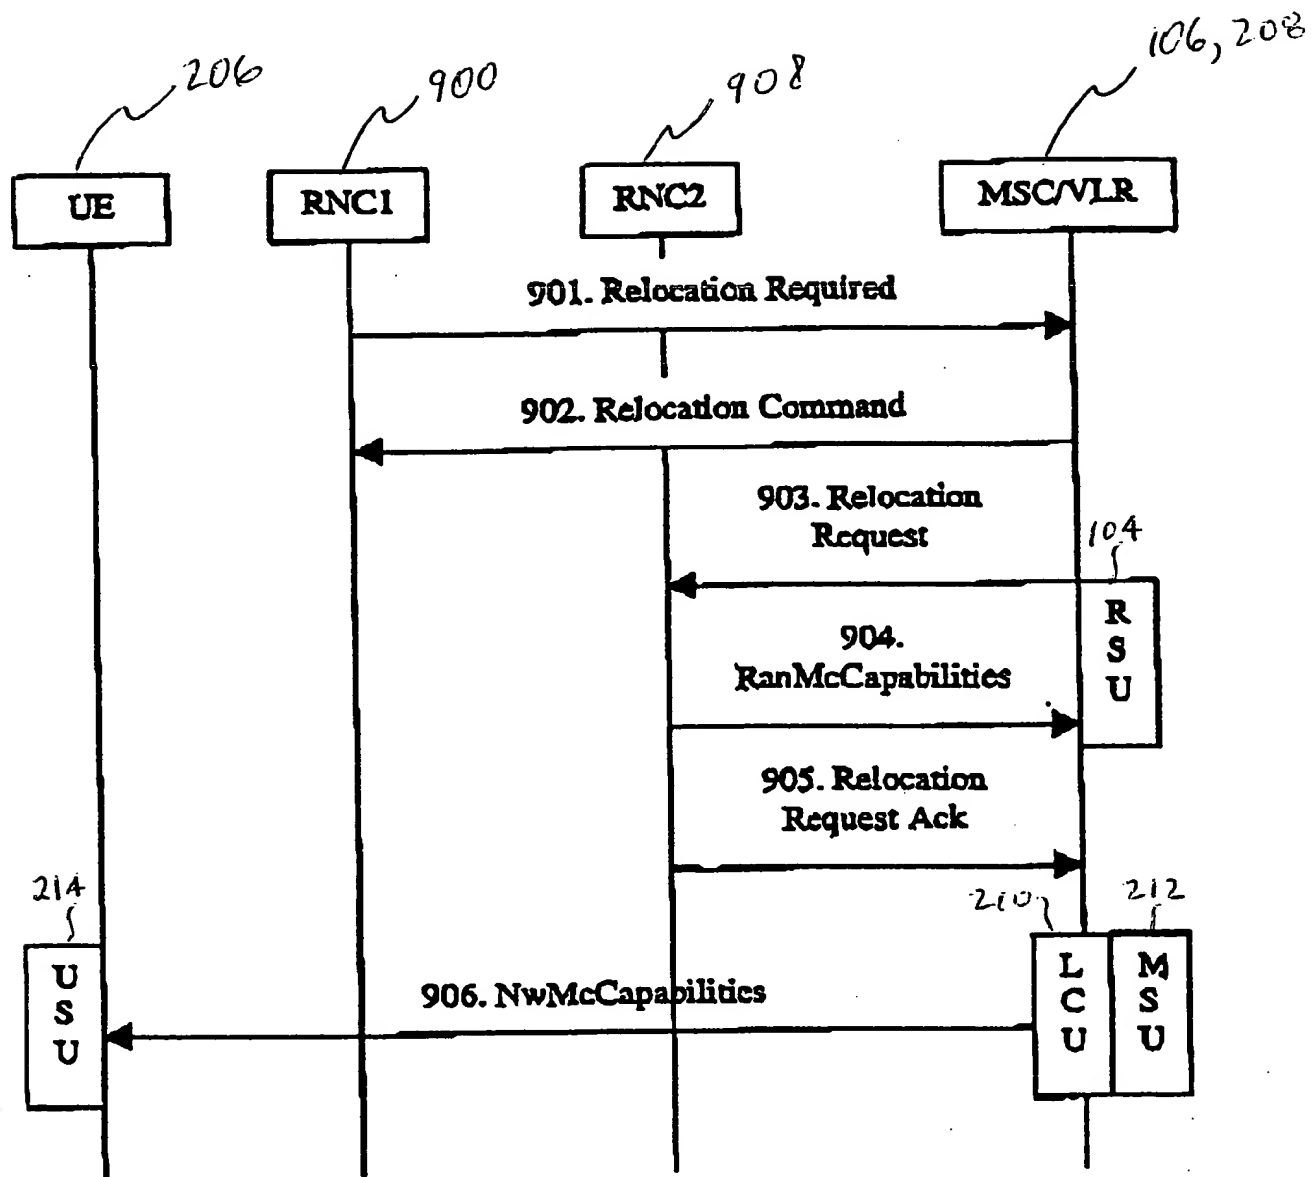 106, 208
206
900
908
UE
RNC1
RNC2
MSC/VLR
901. Relocation Required
902. Relocation Command
903. Relocation
Request
104
R
S
U
904.
RanMcCapabilities
905. Relocation
Request Ack
214
210
212
U
S
U
L
C
U
M
S
U
906. NwMcCapabilities